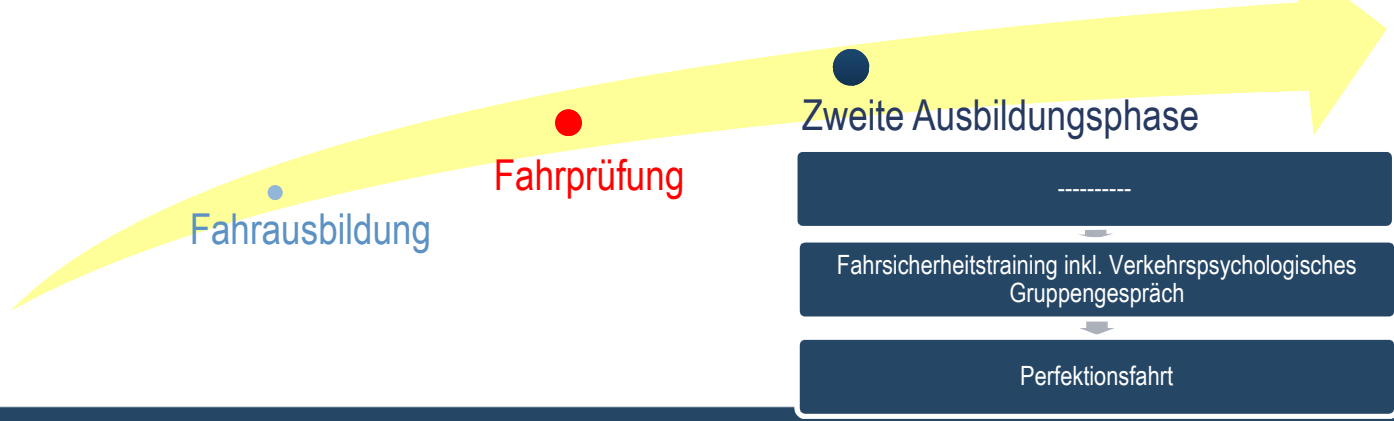 Zweite Ausbildungsphase
Fahrprüfung
Fahrausbildung
----------
Fahrsicherheitstraining inkl. Verkehrspsychologisches
Gruppengespräch
Perfektionsfahrt